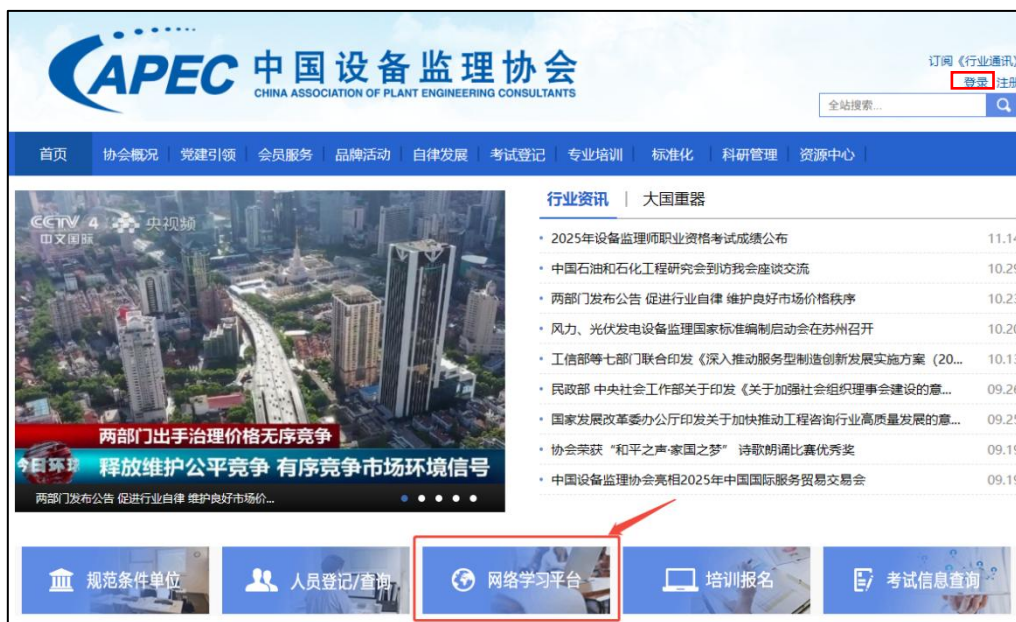 CAPEC 中国设备监理协会
CHINA ASSOCIATION OF PLANT ENGINEERING CONSULTANTS
订阅《行业通讯》
登录 注册
全站搜索...
首页 协会概况 党建引领 会员服务 品牌活动 自律发展 考试登记 专业培训 标准化 科研管理 资源中心
CCTV 4 央视频
中文国际
两部门出手治理价格无序竞争
今日环球 释放维护公平竞争 有序竞争市场环境信号
两部门发布公告 促进行业自律 维护良好市场价...
行业资讯 | 大国重器
2025年设备监理师职业资格考试成绩公布 11.14
中国石油和石化工程研究会到访我会座谈交流 10.29
两部门发布公告 促进行业自律 维护良好市场价格秩序 10.23
风力、光伏发电设备监理国家标准编制启动会在苏州召开 10.20
工信部等七部门联合印发《深入推动服务型制造创新发展实施方案(20... 10.13
民政部 中央社会工作部关于印发《关于加强社会组织理事会建设的意... 09.26
国家发展改革委办公厅印发关于加快推动工程咨询行业高质量发展的意... 09.25
协会荣获“和平之声·家国之梦” 诗歌朗诵比赛优秀奖 09.19
中国设备监理协会亮相2025年中国国际服务贸易交易会 09.19
规范条件单位 人员登记/查询 网络学习平台 培训报名 考试信息查询